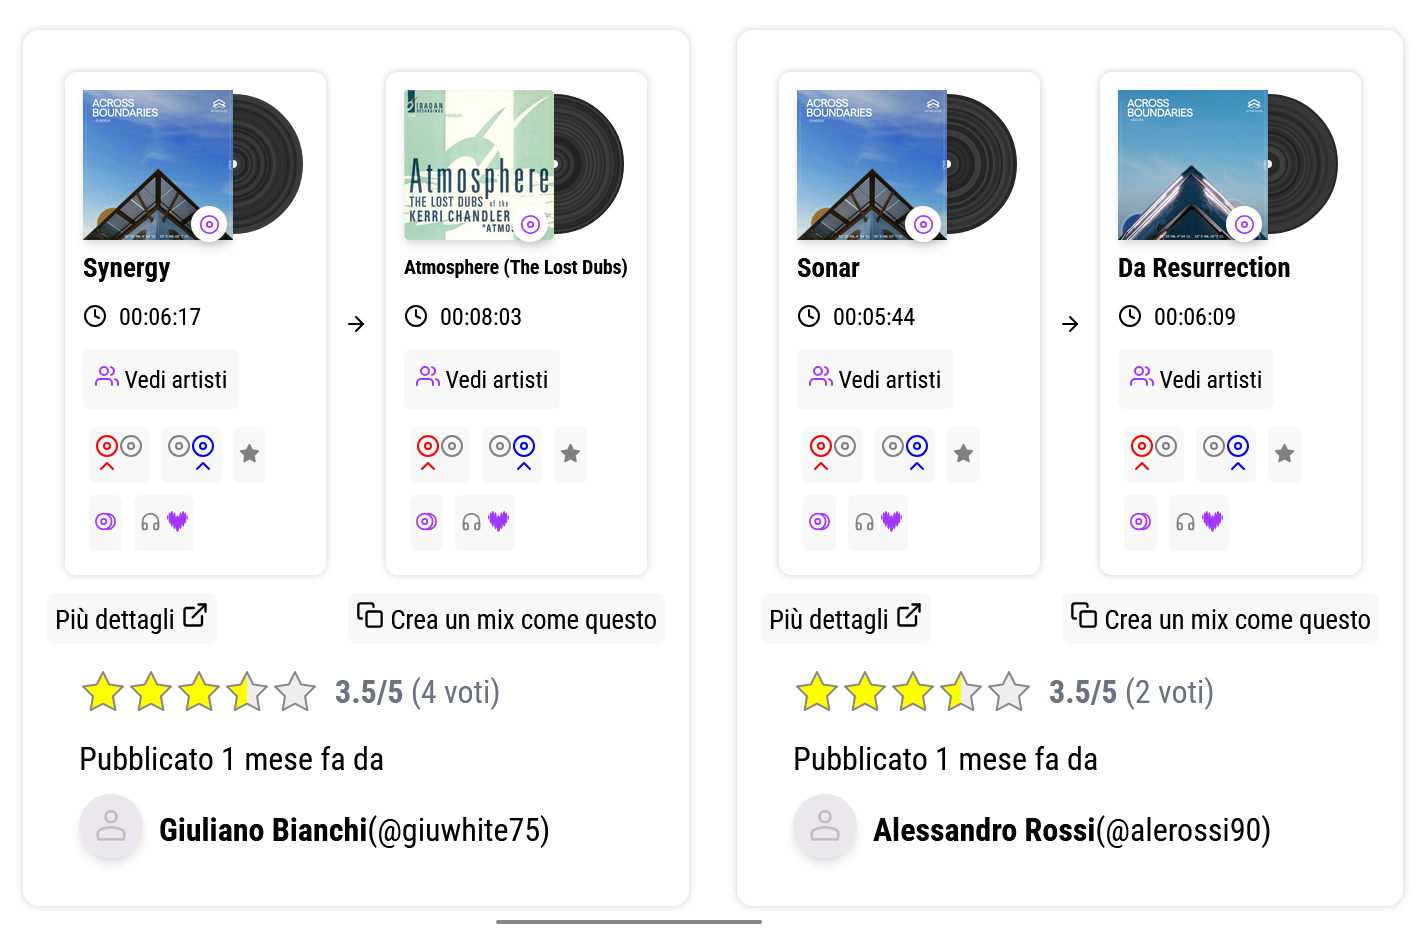 ACROSS
BOUNDARIES
Synergy
00:06:17
Vedi artisti
IBADAN
RECORDINGS
Atmosphere
THE LOST DUBS of the
KERRI CHANDLER
Atmosphere (The Lost Dubs)
00:08:03
Vedi artisti
Più dettagli
Crea un mix come questo
3.5/5 (4 voti)
Pubblicato 1 mese fa da
Giuliano Bianchi(@giuwhite75)
ACROSS
BOUNDARIES
Sonar
00:05:44
Vedi artisti
ACROSS
BOUNDARIES
Da Resurrection
00:06:09
Vedi artisti
Più dettagli
Crea un mix come questo
3.5/5 (2 voti)
Pubblicato 1 mese fa da
Alessandro Rossi(@alerossi90)